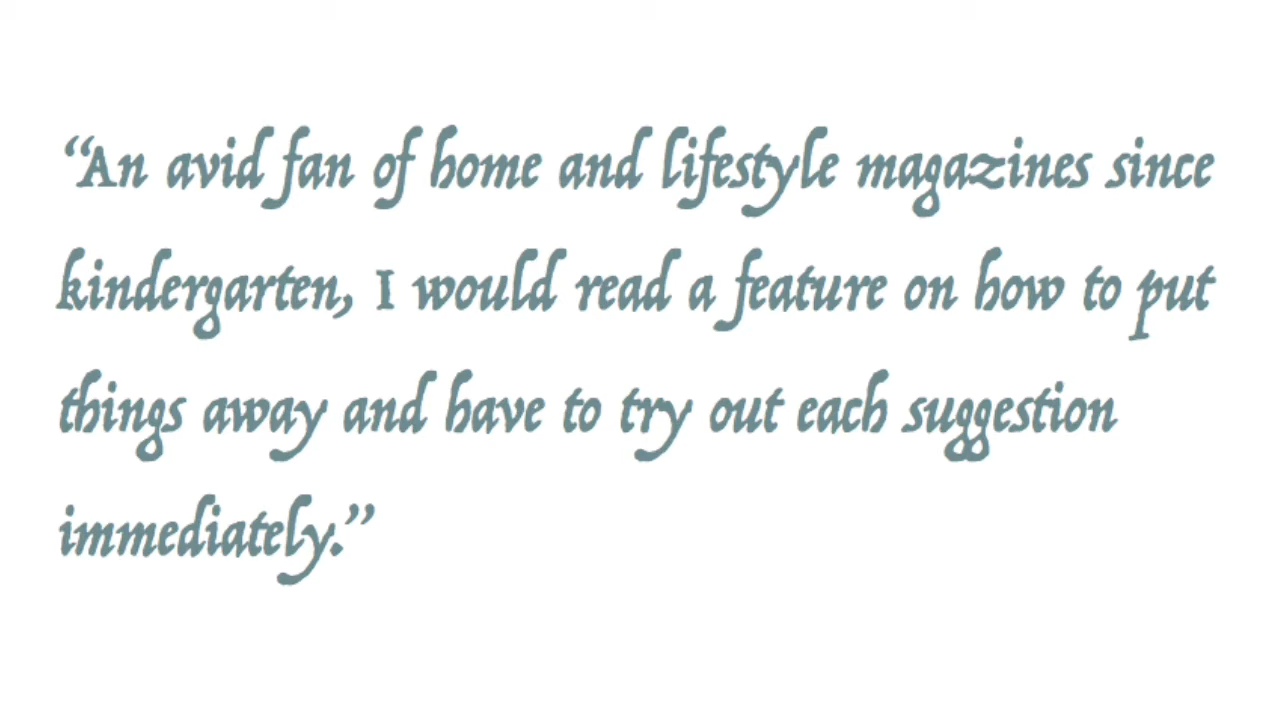 “An avid fan of home and lifestyle magazines since
kindergarten, I would read a feature on how to put
things away and have to try out each suggestion
immediately.”